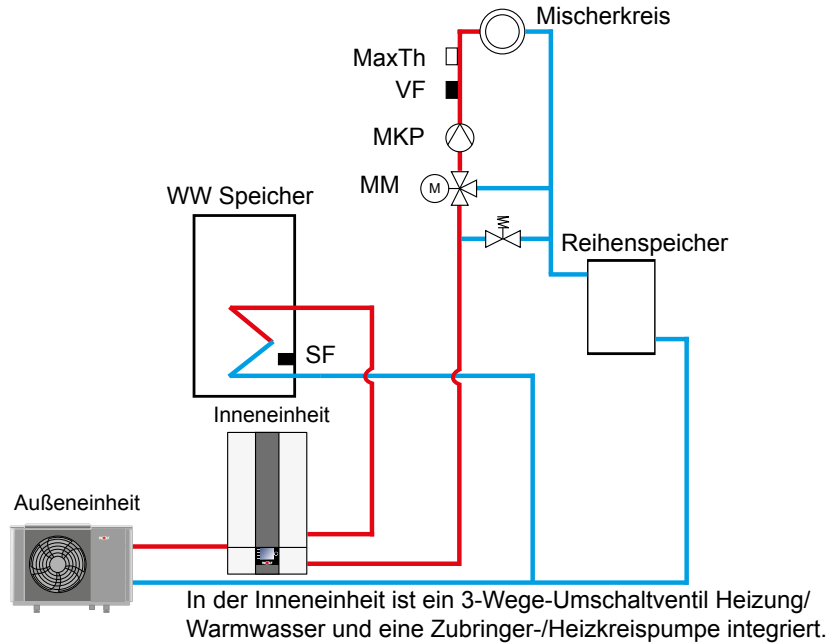 Mischerkreis
MaxTh
VF
MKP
MM
M
WW Speicher
Reihenspeicher
SF
Inneneinheit
Außeneinheit
In der Inneneinheit ist ein 3-Wege-Umschaltventil Heizung/
Warmwasser und eine Zubringer-/Heizkreispumpe integriert.